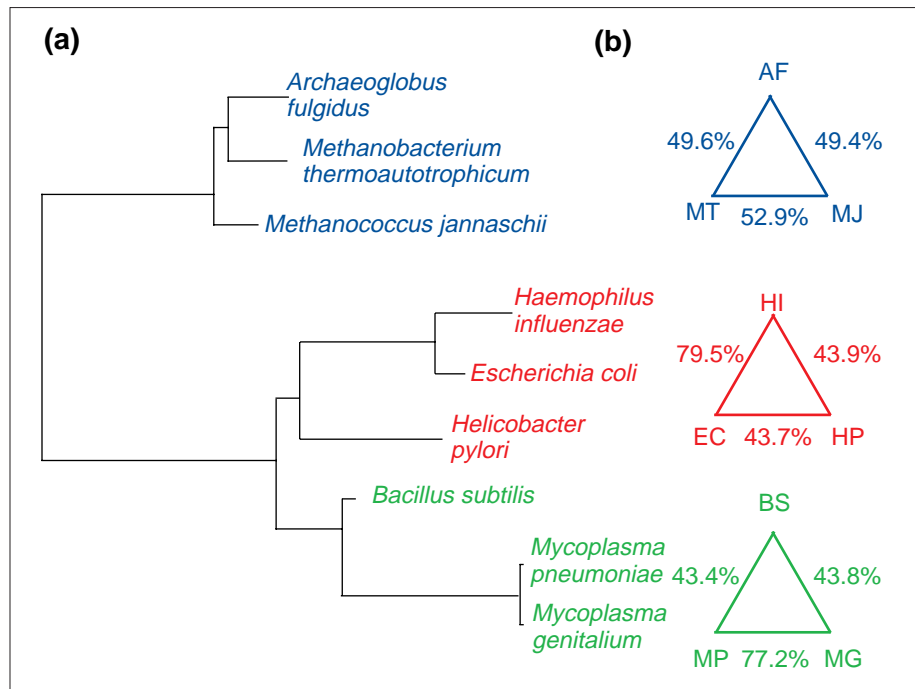 (a)
Archaeoglobus
fulgidus
Methanobacterium
thermoautotrophicum
Methanococcus jannaschii
Haemophilus
influenzae
Escherichia coli
Helicobacter
pylori
Bacillus subtilis
Mycoplasma
pneumoniae
Mycoplasma
genitalium
(b)
AF
49.6% 49.4%
MT 52.9% MJ
HI
79.5% 43.9%
EC 43.7% HP
BS
43.4% 43.8%
MP 77.2% MG